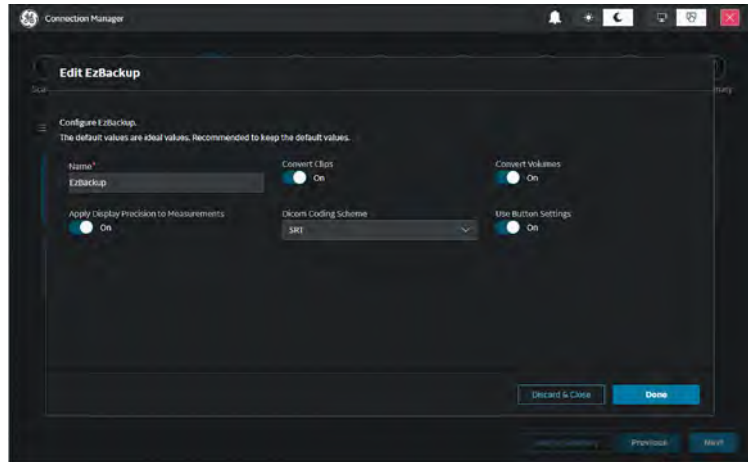 Connection Manager
Edit EzBackup
Configure EzBackup.
The default values are ideal values. Recommended to keep the default values.
Name*
Convert Clips
Convert Volumes
EzBackup
On
On
Apply Display Precision to Measurements
Dicom Coding Scheme
Use Button Settings
On
SRT
On
Discard & Close
Done
Previous
Next